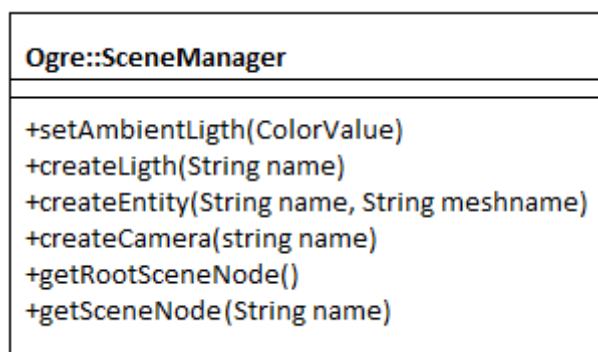 Ogre::SceneManager
+setAmbientLigth(ColorValue)
+createLigth(String name)
+createEntity(String name, String meshname)
+createCamera(string name)
+getRootSceneNode()
+getSceneNode(String name)